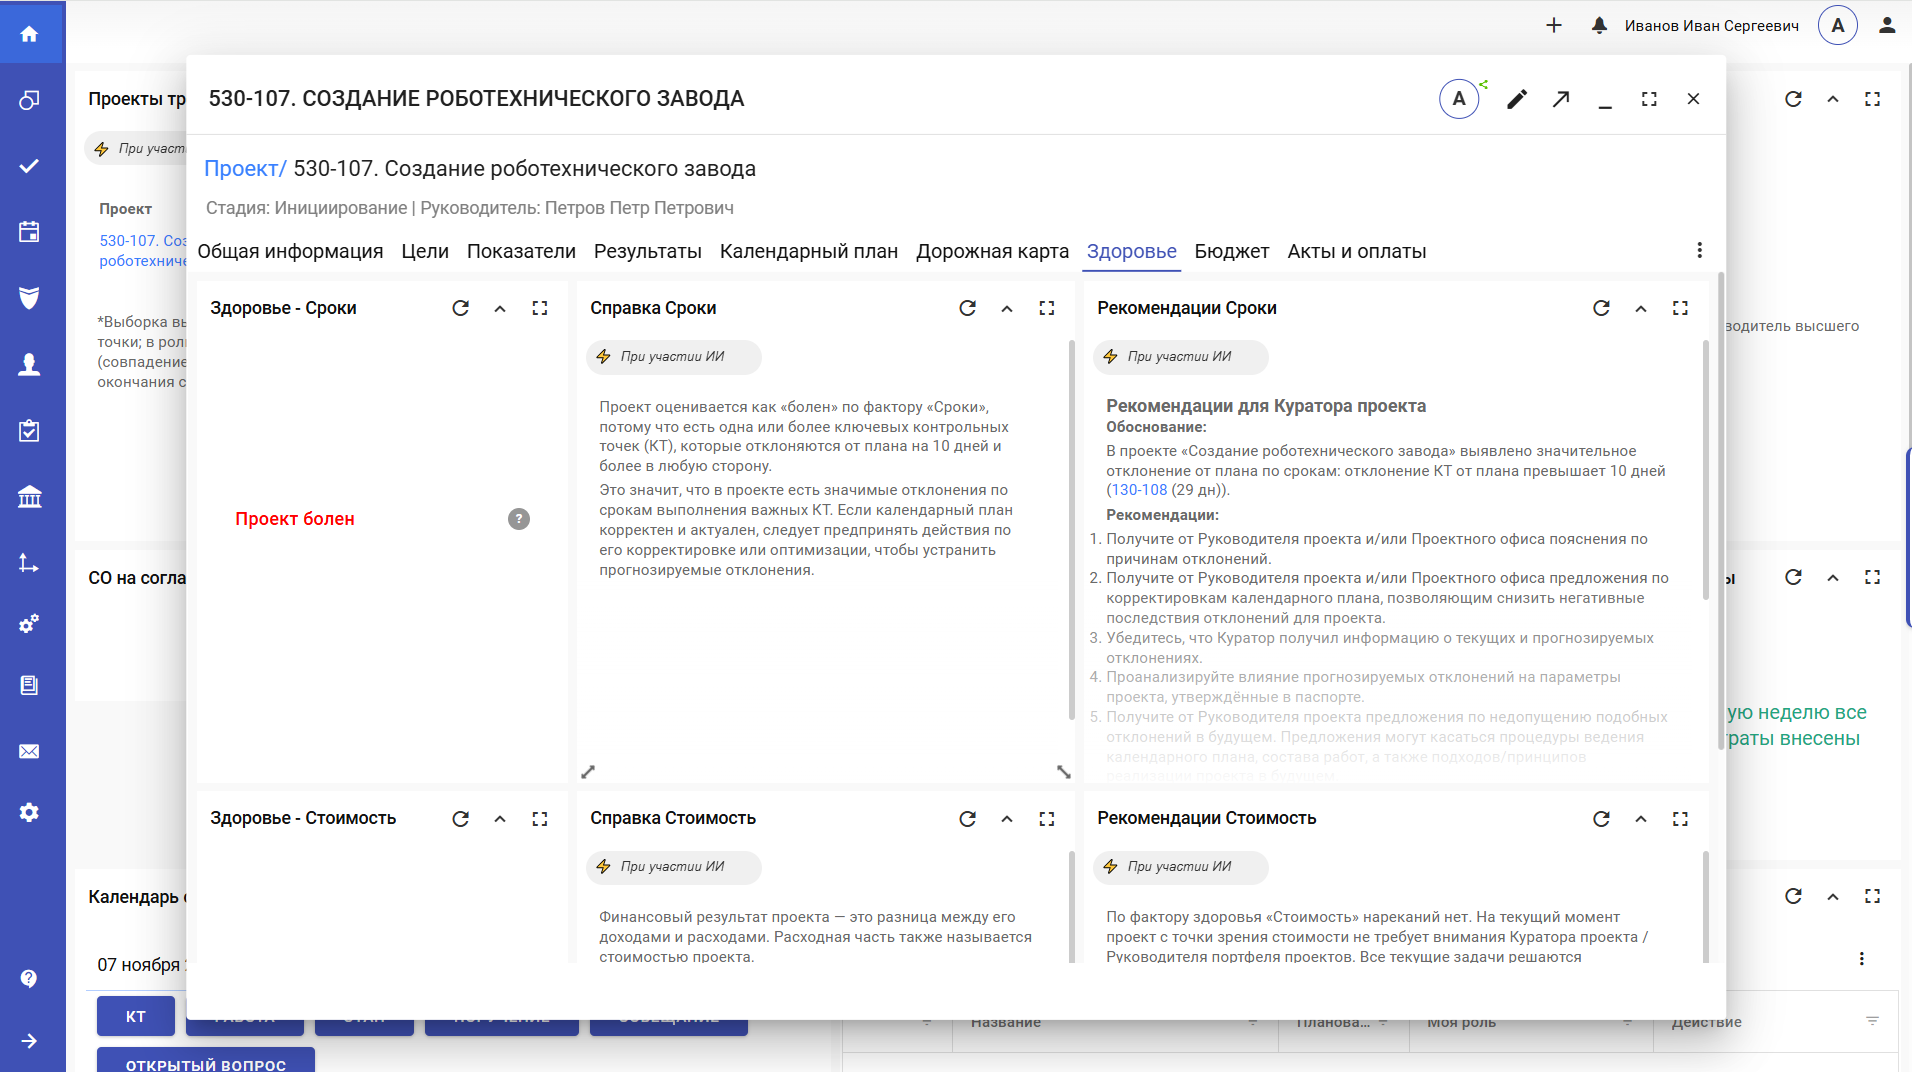 Иванов Иван Сергеевич
A
Проекты тр
При участ
Проект
530-107. Соз
роботехниче
*Выборка вы
точки; в рол
(совпадение
окончания с
СО на согла
Календарь
07 ноября
КТ
ПОРУЧЕНИЕ
СОВЕЩАНИЕ
ОТКРЫТЫЙ ВОПРОС
530-107. СОЗДАНИЕ РОБОТЕХНИЧЕСКОГО ЗАВОДА
A
Проект/ 530-107. Создание роботехнического завода
Стадия: Инициирование | Руководитель: Петров Петр Петрович
Общая информация Цели Показатели Результаты Календарный план Дорожная карта Здоровье Бюджет Акты и оплаты
Здоровье - Сроки
Проект болен
?
Справка Сроки
При участии ИИ
Проект оценивается как «болен» по фактору «Сроки»,
потому что есть одна или более ключевых контрольных
точек (КТ), которые отклоняются от плана на 10 дней и
более в любую сторону.
Это значит, что в проекте есть значимые отклонения по
срокам выполнения важных КТ. Если календарный план
корректен и актуален, следует предпринять действия по
его корректировке или оптимизации, чтобы устранить
прогнозируемые отклонения.
Рекомендации Сроки
При участии ИИ
Рекомендации для Куратора проекта
Обоснование:
В проекте «Создание роботехнического завода» выявлено значительное
отклонение от плана по срокам: отклонение КТ от плана превышает 10 дней
(130-108 (29 дн)).
Рекомендации:
1. Получите от Руководителя проекта и/или Проектного офиса пояснения по
причинам отклонений.
2. Получите от Руководителя проекта и/или Проектного офиса предложения по
корректировкам календарного плана, позволяющим снизить негативные
последствия отклонений для проекта.
3. Убедитесь, что Куратор получил информацию о текущих и прогнозируемых
отклонениях.
4. Проанализируйте влияние прогнозируемых отклонений на параметры
проекта, утверждённые в паспорте.
5. Получите от Руководителя проекта предложения по недопущению подобных
отклонений в будущем. Предложения могут касаться процедуры ведения
календарного плана, состава работ, а также подходов/принципов
реализации проекта в будущем.
Здоровье - Стоимость
Справка Стоимость
При участии ИИ
Финансовый результат проекта — это разница между его
доходами и расходами. Расходная часть также называется
стоимостью проекта.
Рекомендации Стоимость
При участии ИИ
По фактору здоровья «Стоимость» нареканий нет. На текущий момент
проект с точки зрения стоимости не требует внимания Куратора проекта /
Руководителя портфеля проектов. Все текущие задачи решаются
водитель высшего
ы
ую неделю все
раты внесены
Название
Планова...
Моя роль
Действие